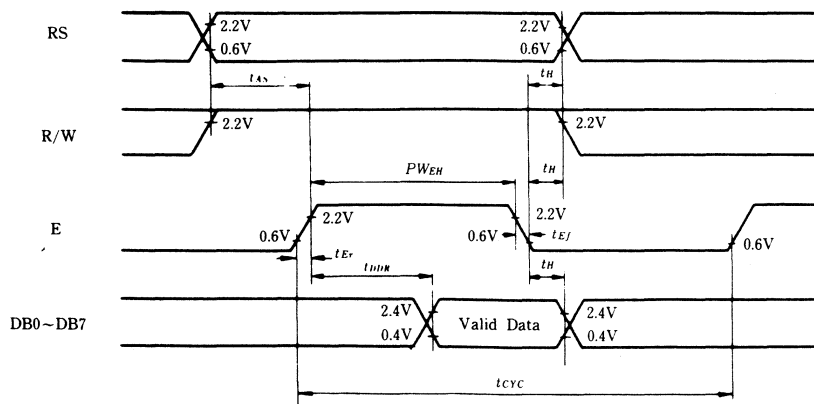 RS
2.2V
0.6V
2.2V
0.6V
tAS
tH
R/W
2.2V
2.2V
PWEH
tH
E
0.6V
2.2V
0.6V
2.2V
tEf
0.6V
tEr
tDDR
tH
DB0~DB7
2.4V
0.4V
Valid Data
2.4V
0.4V
tCYC